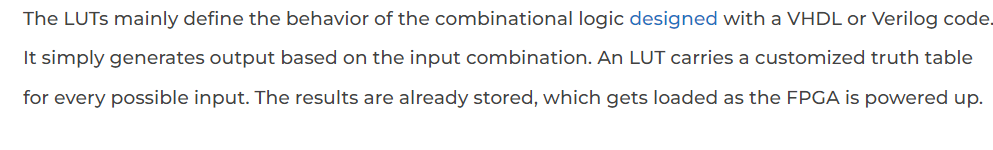 The LUTs mainly define the behavior of the combinational logic designed with a VHDL or Verilog code.
It simply generates output based on the input combination. An LUT carries a customized truth table
for every possible input. The results are already stored, which gets loaded as the FPGA is powered up.